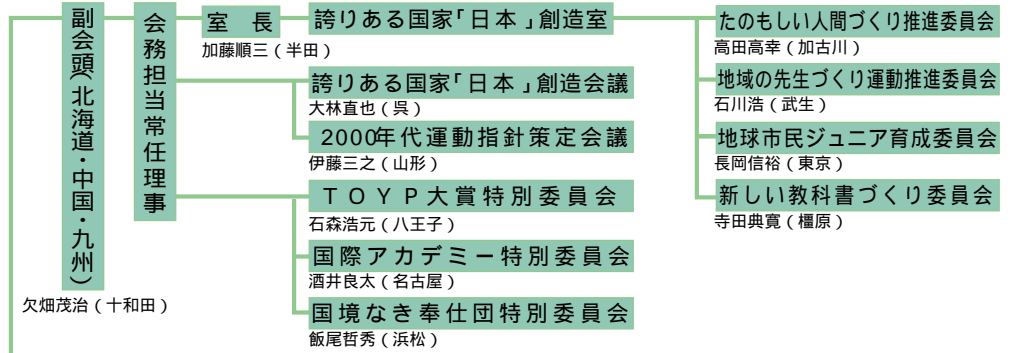 副会頭(北海道・中国・九州)
欠畑茂治(十和田)
会務担当常任理事
室長
加藤順三(半田)
誇りある国家「日本」創造室
誇りある国家「日本」創造会議
大林直也(呉)
2000年代運動指針策定会議
伊藤三之(山形)
TOYP大賞特別委員会
石森浩元(八王子)
国際アカデミー特別委員会
酒井良太(名古屋)
国境なき奉仕団特別委員会
飯尾哲秀(浜松)
たのもしい人間づくり推進委員会
高田高幸(加古川)
地域の先生づくり運動推進委員会
石川浩(武生)
地球市民ジュニア育成委員会
長岡信裕(東京)
新しい教科書づくり委員会
寺田典寛(橿原)